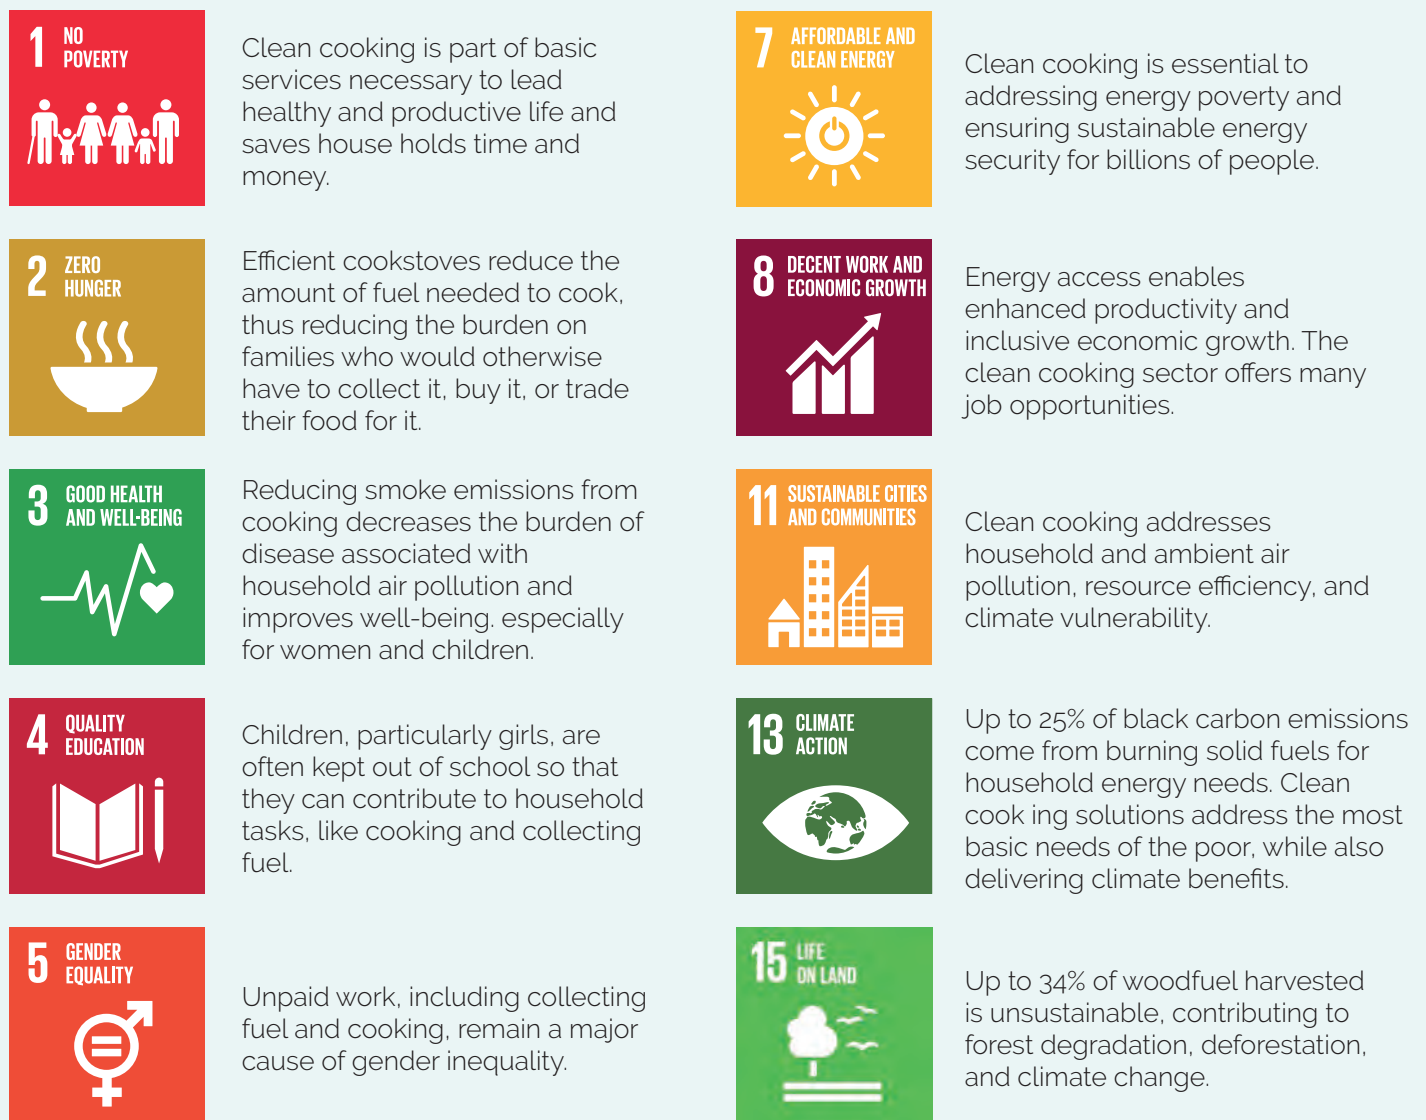 1 NO
POVERTY
Clean cooking is part of basic
services necessary to lead
healthy and productive life and
saves house holds time and
money.
2 ZERO
HUNGER
Efficient cookstoves reduce the
amount of fuel needed to cook,
thus reducing the burden on
families who would otherwise
have to collect it, buy it, or trade
their food for it.
3 GOOD HEALTH
AND WELL-BEING
Reducing smoke emissions from
cooking decreases the burden of
disease associated with
household air pollution and
improves well-being. especially
for women and children.
4 QUALITY
EDUCATION
Children, particularly girls, are
often kept out of school so that
they can contribute to household
tasks, like cooking and collecting
fuel.
5 GENDER
EQUALITY
Unpaid work, including collecting
fuel and cooking, remain a major
cause of gender inequality.
7 AFFORDABLE AND
CLEAN ENERGY
Clean cooking is essential to
addressing energy poverty and
ensuring sustainable energy
security for billions of people.
8 DECENT WORK AND
ECONOMIC GROWTH
Energy access enables
enhanced productivity and
inclusive economic growth. The
clean cooking sector offers many
job opportunities.
11 SUSTAINABLE CITIES
AND COMMUNITIES
Clean cooking addresses
household and ambient air
pollution, resource efficiency, and
climate vulnerability.
13 CLIMATE
ACTION
Up to 25% of black carbon emissions
come from burning solid fuels for
household energy needs. Clean
cook ing solutions address the most
basic needs of the poor, while also
delivering climate benefits.
15 LIFE
ON LAND
Up to 34% of woodfuel harvested
is unsustainable, contributing to
forest degradation, deforestation,
and climate change.